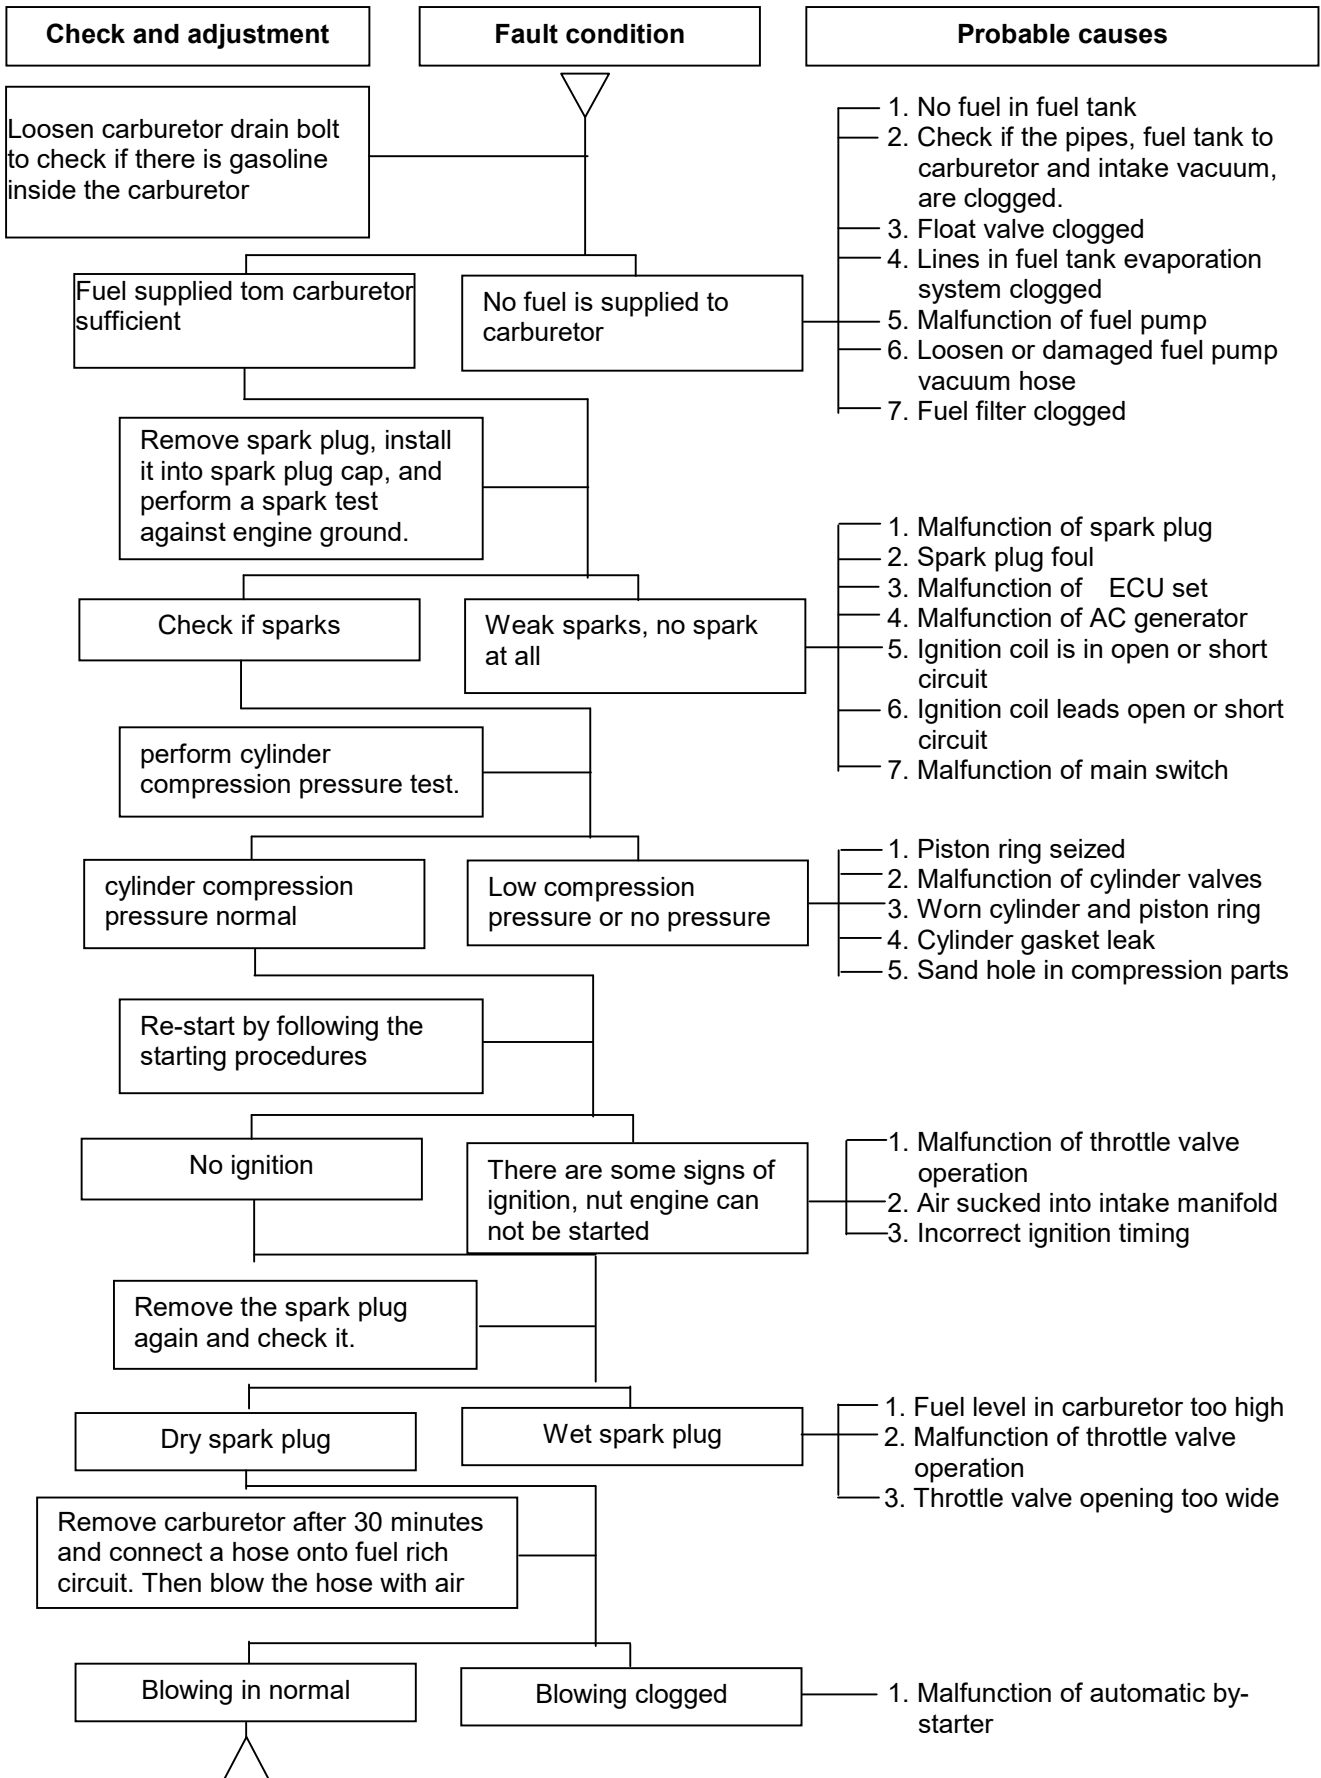 Check and adjustment
Fault condition
Probable causes
Loosen carburetor drain bolt
to check if there is gasoline
inside the carburetor
1. No fuel in fuel tank
2. Check if the pipes, fuel tank to
carburetor and intake vacuum,
are clogged.
3. Float valve clogged
4. Lines in fuel tank evaporation
system clogged
5. Malfunction of fuel pump
6. Loosen or damaged fuel pump
vacuum hose
7. Fuel filter clogged
Fuel supplied tom carburetor
sufficient
No fuel is supplied to
carburetor
Remove spark plug, install
it into spark plug cap, and
perform a spark test
against engine ground.
Check if sparks
Weak sparks, no spark
at all
1. Malfunction of spark plug
2. Spark plug foul
3. Malfunction of ECU set
4. Malfunction of AC generator
5. Ignition coil is in open or short
circuit
6. Ignition coil leads open or short
circuit
7. Malfunction of main switch
perform cylinder
compression pressure test.
cylinder compression
pressure normal
Low compression
pressure or no pressure
1. Piston ring seized
2. Malfunction of cylinder valves
3. Worn cylinder and piston ring
4. Cylinder gasket leak
5. Sand hole in compression parts
Re-start by following the
starting procedures
No ignition
There are some signs of
ignition, nut engine can
not be started
1. Malfunction of throttle valve
operation
2. Air sucked into intake manifold
3. Incorrect ignition timing
Remove the spark plug
again and check it.
Dry spark plug
Wet spark plug
1. Fuel level in carburetor too high
2. Malfunction of throttle valve
operation
3. Throttle valve opening too wide
Remove carburetor after 30 minutes
and connect a hose onto fuel rich
circuit. Then blow the hose with air
Blowing in normal
Blowing clogged
1. Malfunction of automatic by-
starter